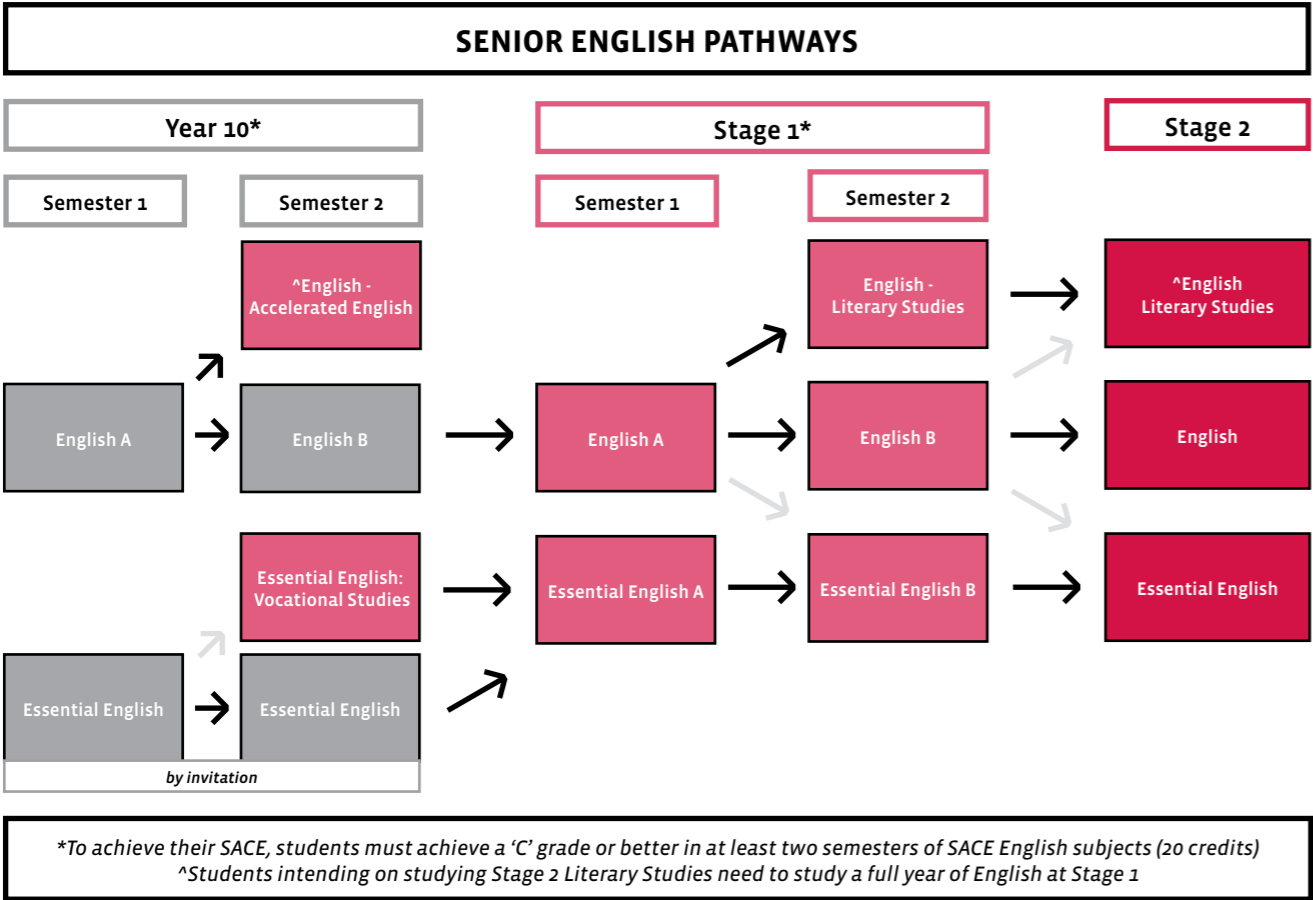 SENIOR ENGLISH PATHWAYS
Year 10*
Stage 1*
Stage 2
Semester 1
Semester 2
Semester 1
Semester 2
^English -
Accelerated English
English -
Literary Studies
^English
Literary Studies
English A
English B
English A
English B
English
Essential English:
Vocational Studies
Essential English A
Essential English B
Essential English
Essential English
Essential English
by invitation
*To achieve their SACE, students must achieve a ‘C’ grade or better in at least two semesters of SACE English subjects (20 credits)
^Students intending on studying Stage 2 Literary Studies need to study a full year of English at Stage 1